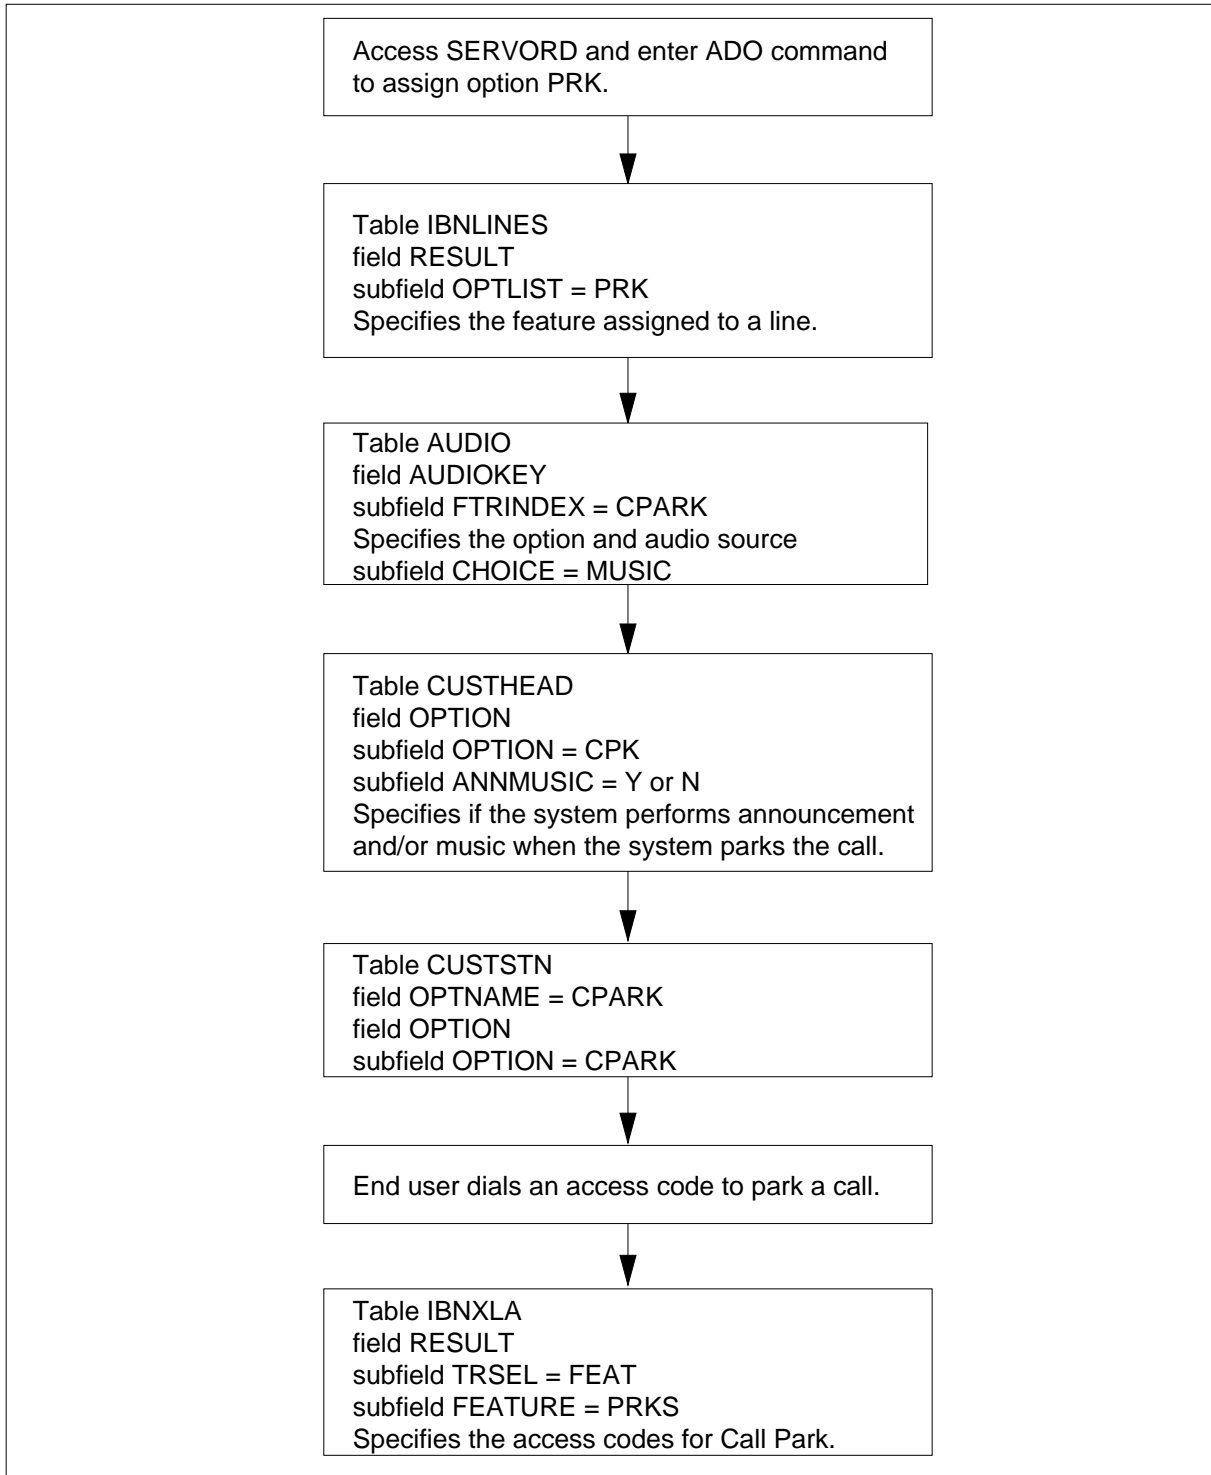 Access SERVORD and enter ADO command
to assign option PRK.
Table IBNLINES
field RESULT
subfield OPTLIST = PRK
Specifies the feature assigned to a line.
Table AUDIO
field AUDIOKEY
subfield FTRINDEX = CPARK
Specifies the option and audio source
subfield CHOICE = MUSIC
Table CUSTHEAD
field OPTION
subfield OPTION = CPK
subfield ANNMUSIC = Y or N
Specifies if the system performs announcement
and/or music when the system parks the call.
Table CUSTSTN
field OPTNAME = CPARK
field OPTION
subfield OPTION = CPARK
End user dials an access code to park a call.
Table IBNXLA
field RESULT
subfield TRSEL = FEAT
subfield FEATURE = PRKS
Specifies the access codes for Call Park.